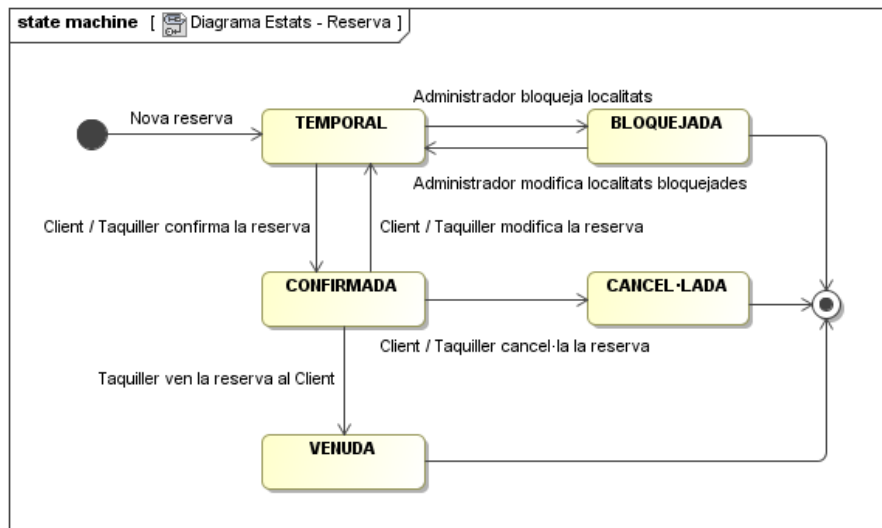 state machine [ Diagrama Estats - Reserva ]
Administrador bloqueja localitats
Nova reserva
TEMPORAL
BLOQUEJADA
Administrador modifica localitats bloquejades
Client / Taquiller confirma la reserva
Client / Taquiller modifica la reserva
CONFIRMADA
CANCEL·LADA
Client / Taquiller cancel·la la reserva
Taquiller ven la reserva al Client
VENUDA